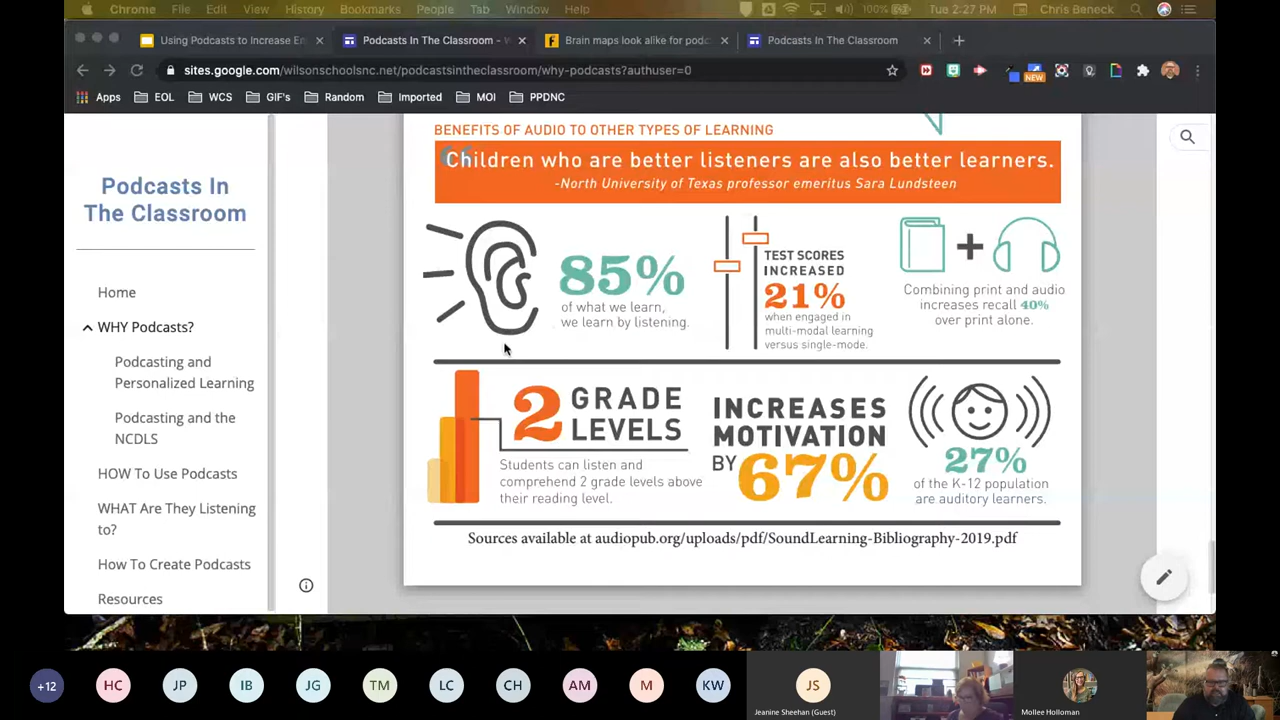 Chrome File Edit View History Bookmarks People Tab Window Help 100% Tue 2:27 PM Chris Beneck
Using Podcasts to Increase En
Podcasts In The Classroom - W
Brain maps look alike for podc
Podcasts In The Classroom
sites.google.com/wilsonschoolsnc.net/podcastsintheclassroom/why-podcasts?authuser=0
NEW
Apps EOL WCS GIF's Random Imported MOI PPDNC
Podcasts In
The Classroom
Home
WHY Podcasts?
Podcasting and
Personalized Learning
Podcasting and the
NCDLS
HOW To Use Podcasts
WHAT Are They Listening
to?
How To Create Podcasts
Resources
BENEFITS OF AUDIO TO OTHER TYPES OF LEARNING
“Children who are better listeners are also better learners.
-North University of Texas professor emeritus Sara Lundsteen
85%
of what we learn,
we learn by listening.
TEST SCORES
INCREASED
21%
when engaged in
multi-modal learning
versus single-mode.
Combining print and audio
increases recall 40%
over print alone.
2 GRADE
LEVELS
Students can listen and
comprehend 2 grade levels above
their reading level.
INCREASES
MOTIVATION
BY 67%
27%
of the K-12 population
are auditory learners.
Sources available at audiopub.org/uploads/pdf/SoundLearning-Bibliography-2019.pdf
+12 HC JP IB JG TM LC CH AM M KW JS
Jeanine Sheehan (Guest)
Mollee Holloman